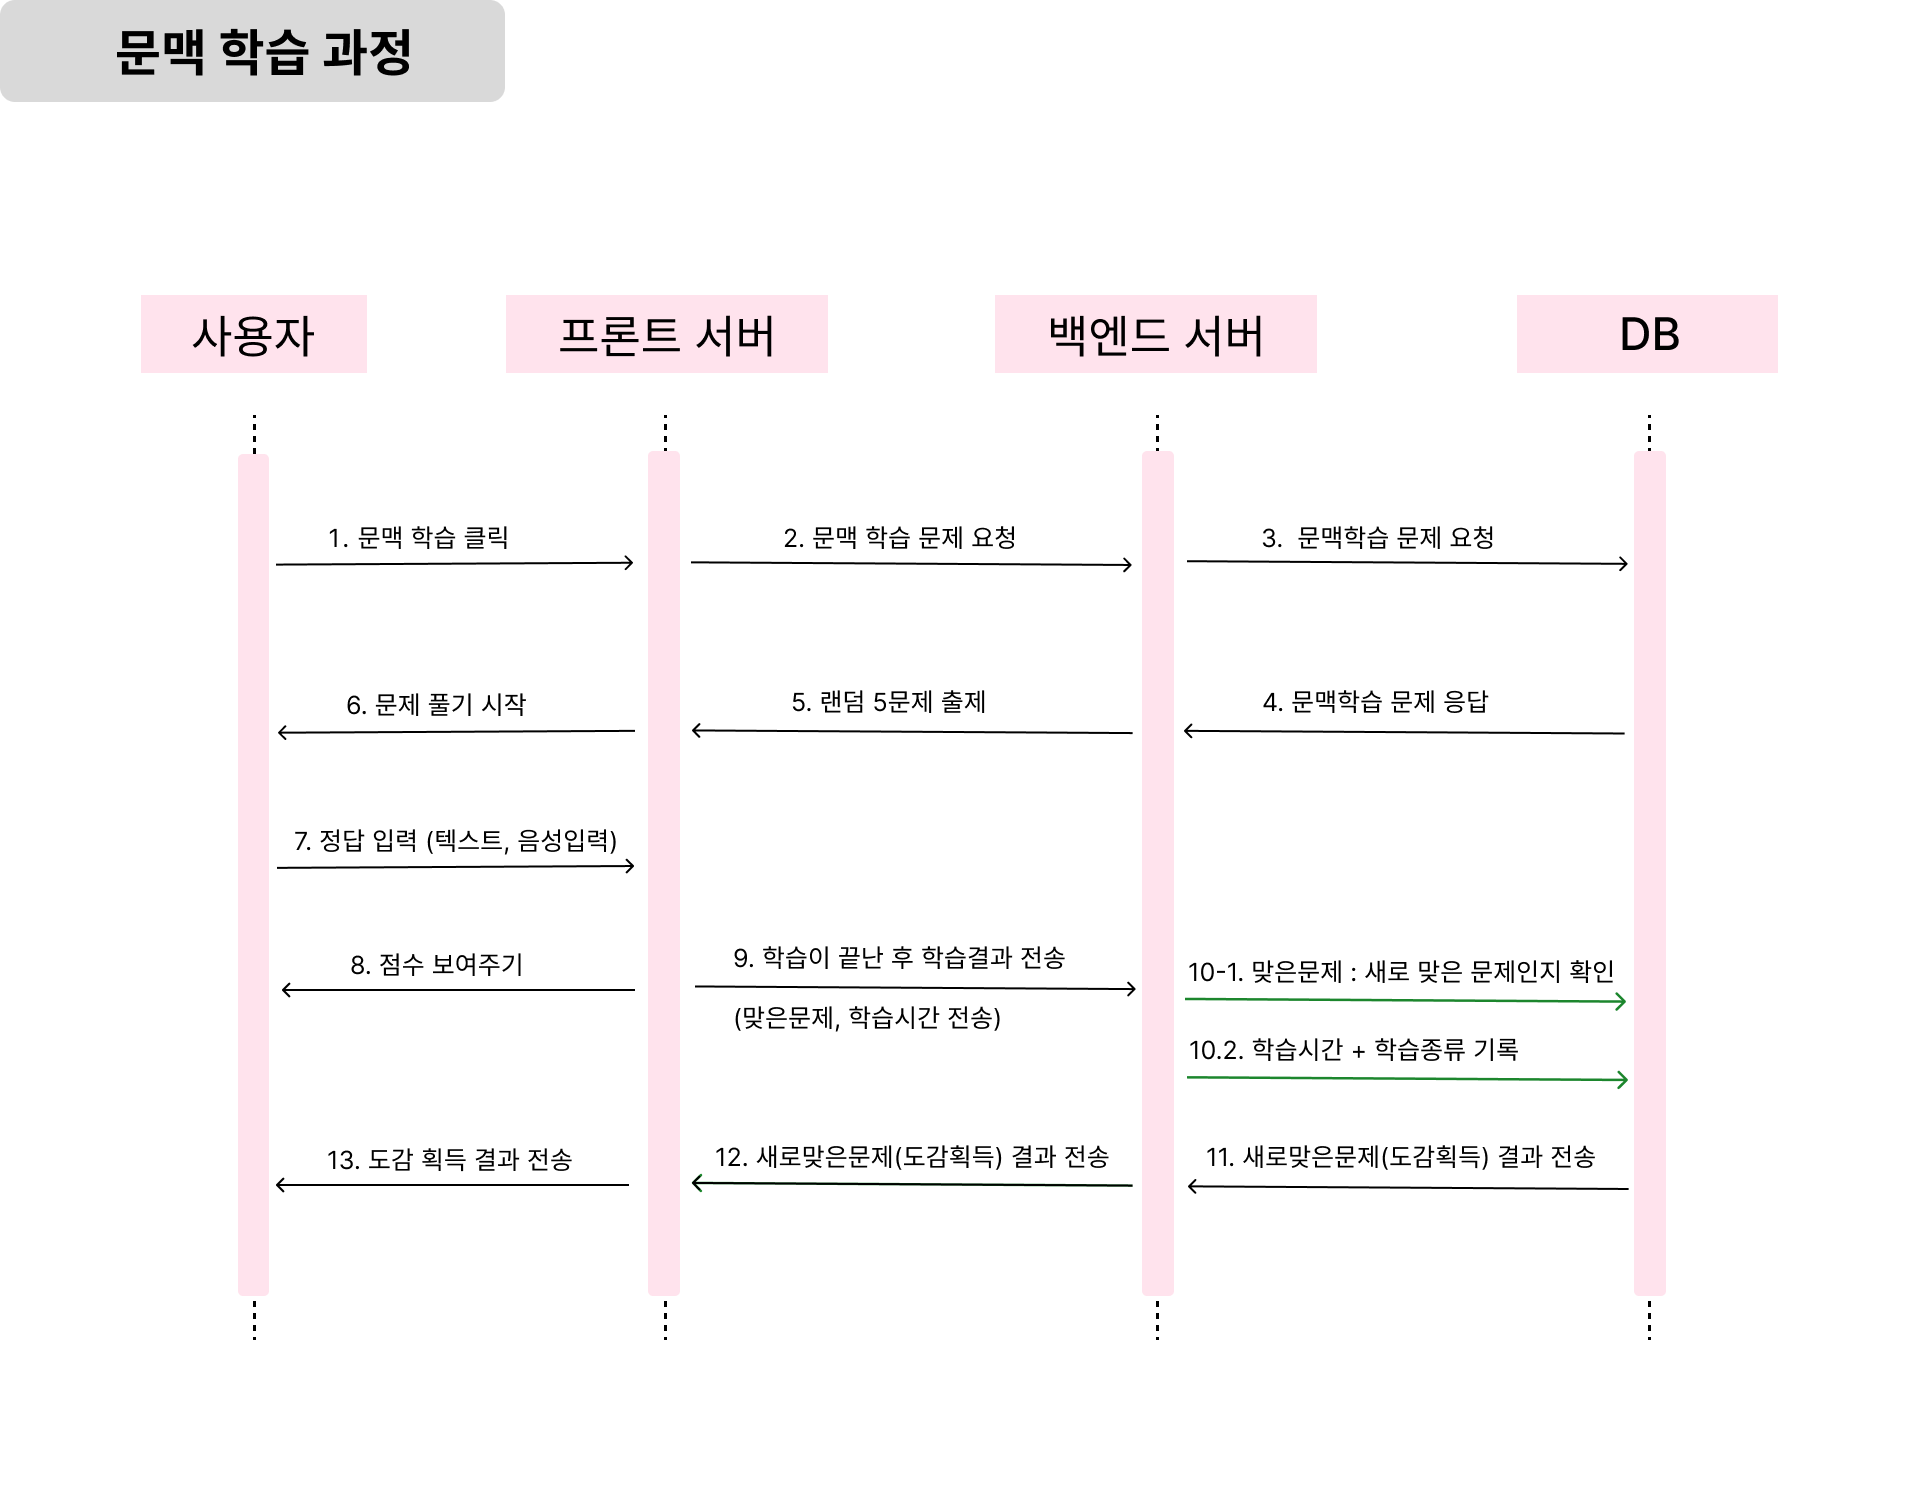 문맥 학습 과정
사용자
프론트 서버
백엔드 서버
DB
1. 문맥 학습 클릭
2. 문맥 학습 문제 요청
3. 문맥학습 문제 요청
6. 문제 풀기 시작
5. 랜덤 5문제 출제
4. 문맥학습 문제 응답
7. 정답 입력 (텍스트, 음성입력)
8. 점수 보여주기
9. 학습이 끝난 후 학습결과 전송
(맞은문제, 학습시간 전송)
10-1. 맞은문제 : 새로 맞은 문제인지 확인
10.2. 학습시간 + 학습종류 기록
13. 도감 획득 결과 전송
12. 새로맞은문제(도감획득) 결과 전송
11. 새로맞은문제(도감획득) 결과 전송